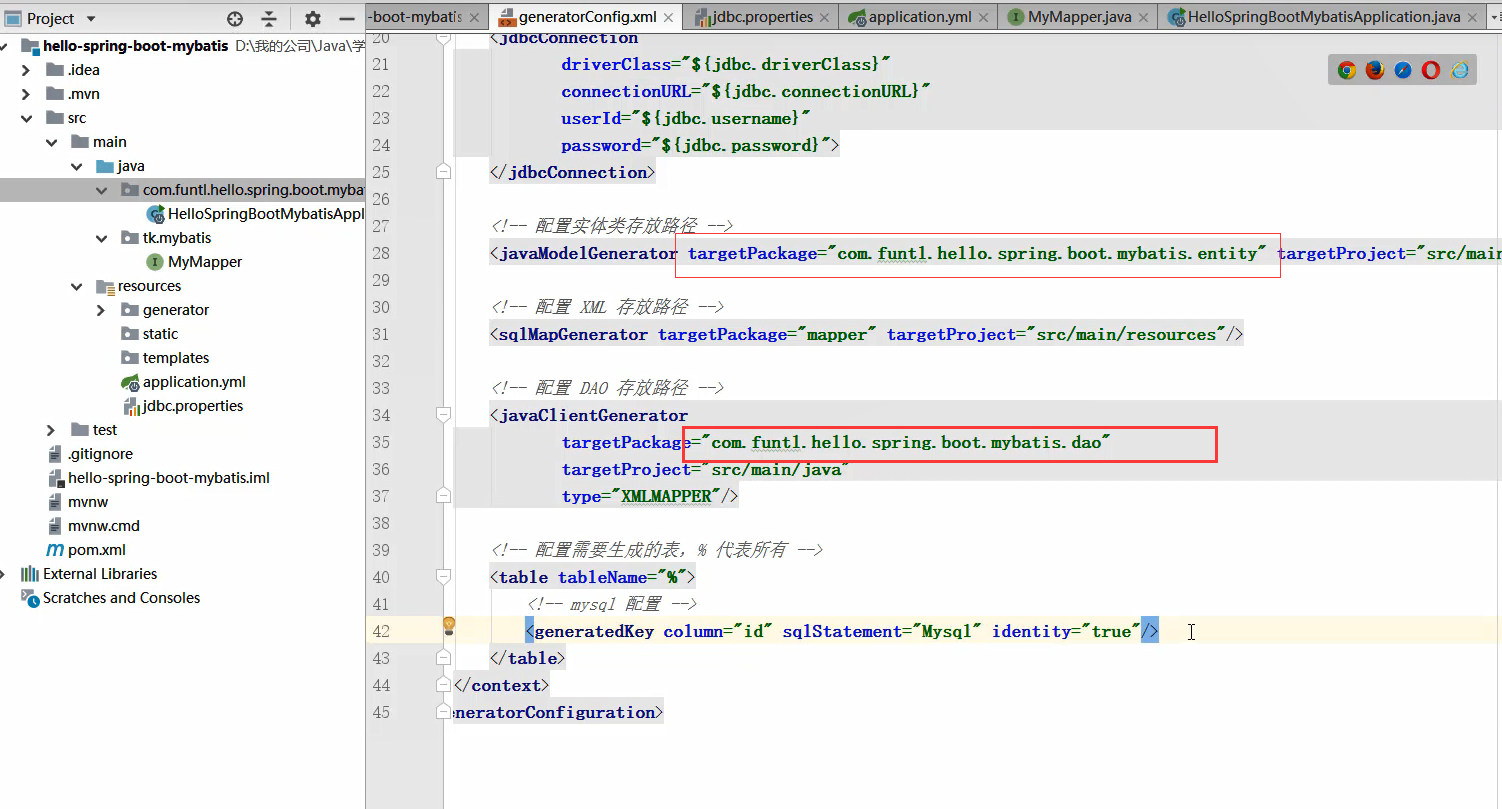 Project
-boot-mybatis
generatorConfig.xml
jdbc.properties
application.yml
MyMapper.java
HelloSpringBootMybatisApplication.java
hello-spring-boot-mybatis D:\我的公司\Java\学
.idea
.mvn
src
main
java
com.funtl.hello.spring.boot.myba
HelloSpringBootMybatisAppl
tk.mybatis
MyMapper
resources
generator
static
templates
application.yml
jdbc.properties
test
.gitignore
hello-spring-boot-mybatis.iml
mvnw
mvnw.cmd
pom.xml
External Libraries
Scratches and Consoles
20 <jdbcConnection
21 driverClass="${jdbc.driverClass}"
22 connectionURL="${jdbc.connectionURL}"
23 userId="${jdbc.username}"
24 password="${jdbc.password}">
25 </jdbcConnection>
26
27 <!-- 配置实体类存放路径 -->
28 <javaModelGenerator targetPackage="com.funtl.hello.spring.boot.mybatis.entity" targetProject="src/main
29
30 <!-- 配置 XML 存放路径 -->
31 <sqlMapGenerator targetPackage="mapper" targetProject="src/main/resources"/>
32
33 <!-- 配置 DAO 存放路径 -->
34 <javaClientGenerator
35 targetPackage="com.funtl.hello.spring.boot.mybatis.dao"
36 targetProject="src/main/java"
37 type="XMLMAPPER"/>
38
39 <!-- 配置需要生成的表，% 代表所有 -->
40 <table tableName="%">
41 <!-- mysql 配置 -->
42 <generatedKey column="id" sqlStatement="Mysql" identity="true"/>
43 </table>
44 </context>
45 eneratorConfiguration>